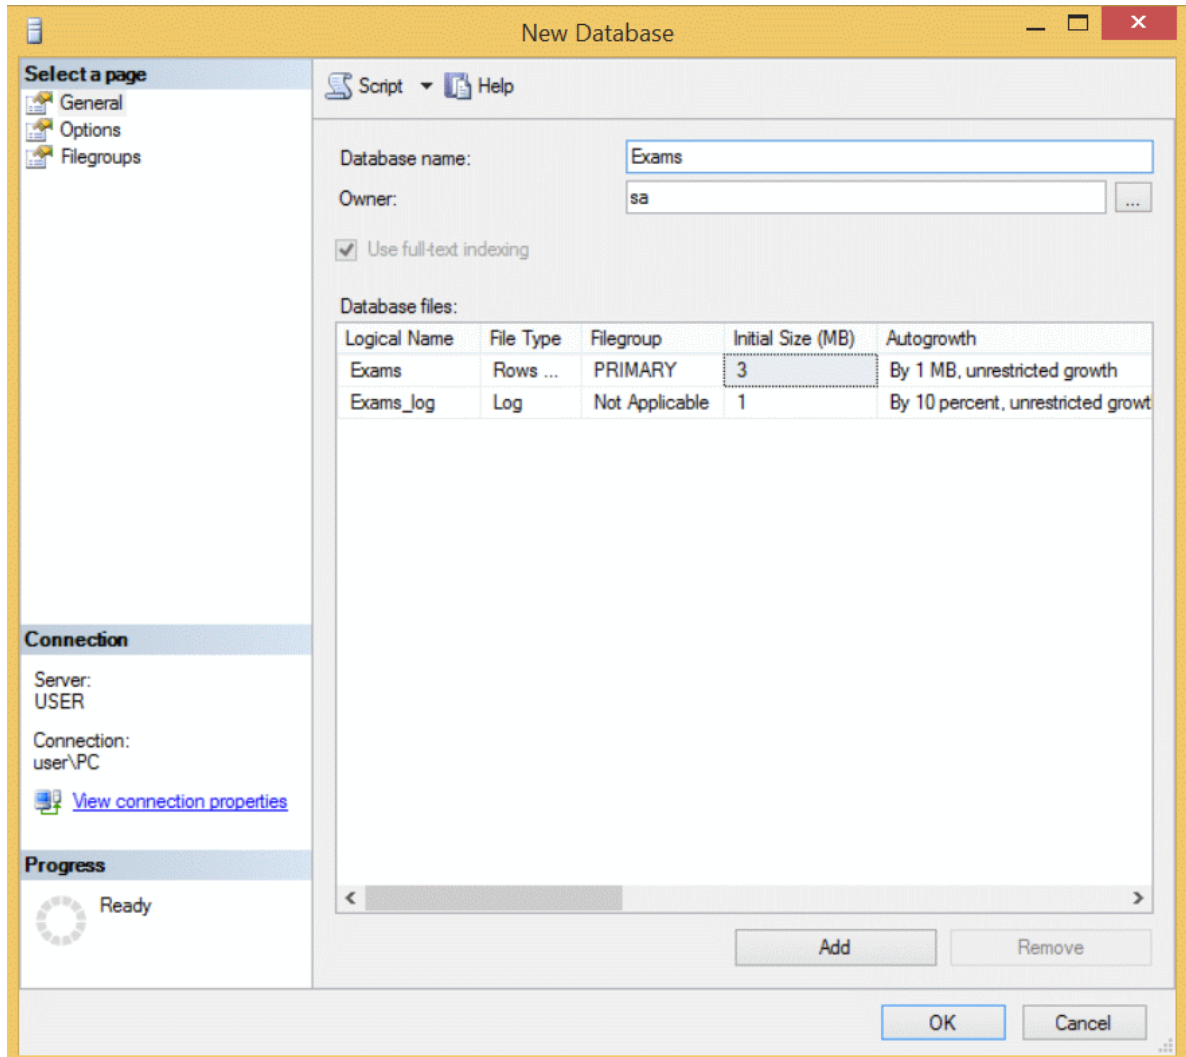 New Database
Select a page
General
Options
Filegroups
Script Help
Database name: Exams
Owner: sa ...
Use full-text indexing
Database files:
Logical Name File Type Filegroup Initial Size (MB) Autogrowth
Exams Rows ... PRIMARY 3 By 1 MB, unrestricted growth
Exams_log Log Not Applicable 1 By 10 percent, unrestricted growt
Connection
Server:
USER
Connection:
user\PC
View connection properties
Progress
Ready
Add Remove
OK Cancel